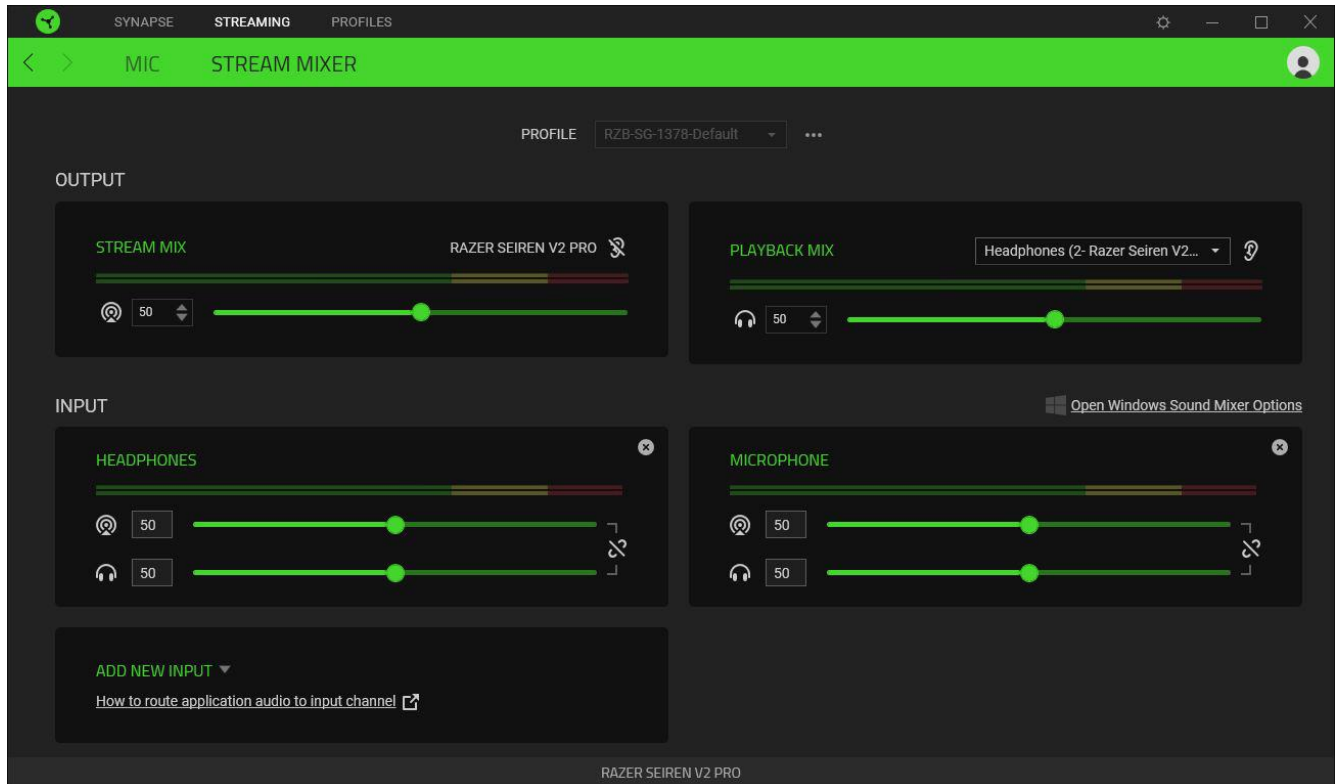 SYNAPSE STREAMING PROFILES
MIC STREAM MIXER
PROFILE RZB-SG-1378-Default
OUTPUT
STREAM MIX RAZER SEIREN V2 PRO
50
PLAYBACK MIX Headphones (2- Razer Seiren V2...
50
INPUT Open Windows Sound Mixer Options
HEADPHONES
50
50
MICROPHONE
50
50
ADD NEW INPUT
How to route application audio to input channel
RAZER SEIREN V2 PRO